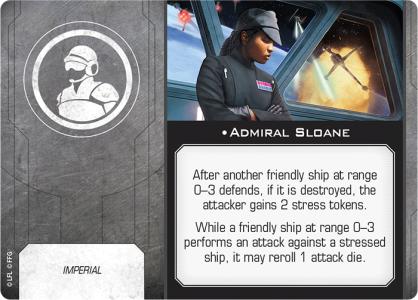 •Admiral Sloane
After another friendly ship at range
0–3 defends, if it is destroyed, the
attacker gains 2 stress tokens.
While a friendly ship at range 0–3
performs an attack against a stressed
ship, it may reroll 1 attack die.
IMPERIAL
© LFL © FFG